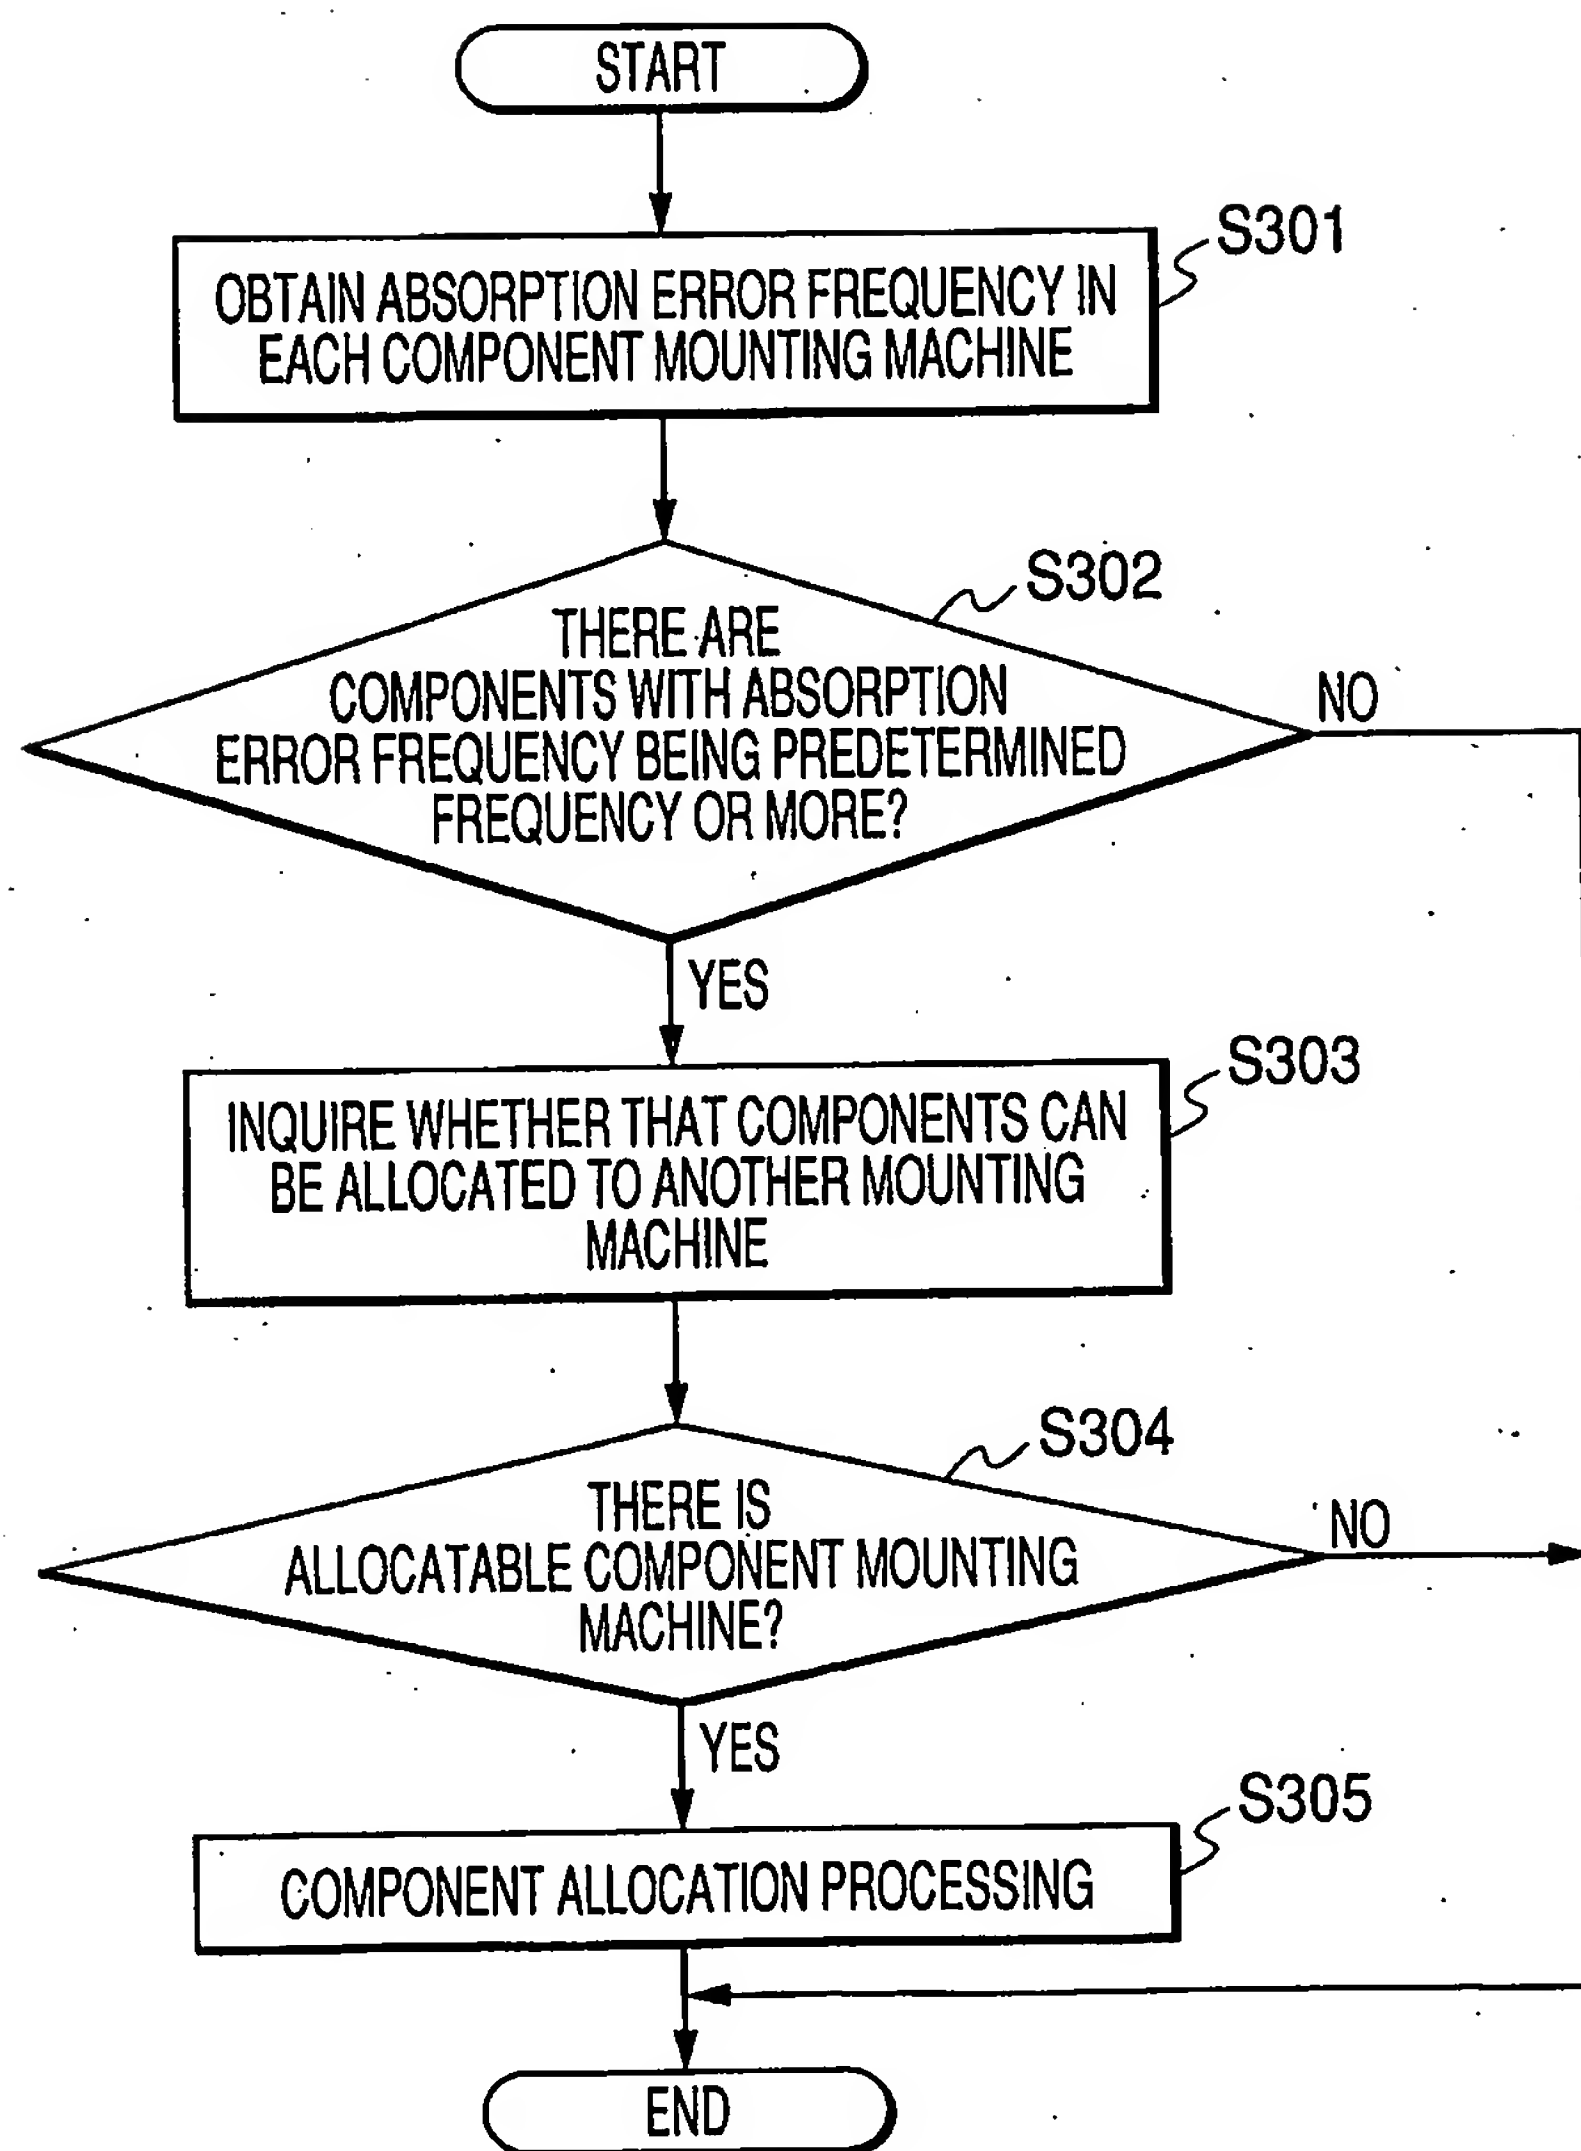 START
S301
OBTAIN ABSORPTION ERROR FREQUENCY IN
EACH COMPONENT MOUNTING MACHINE
S302
THERE ARE
COMPONENTS WITH ABSORPTION
ERROR FREQUENCY BEING PREDETERMINED
FREQUENCY OR MORE?
NO
YES
S303
INQUIRE WHETHER THAT COMPONENTS CAN
BE ALLOCATED TO ANOTHER MOUNTING
MACHINE
S304
THERE IS
ALLOCATABLE COMPONENT MOUNTING
MACHINE?
NO
YES
S305
COMPONENT ALLOCATION PROCESSING
END